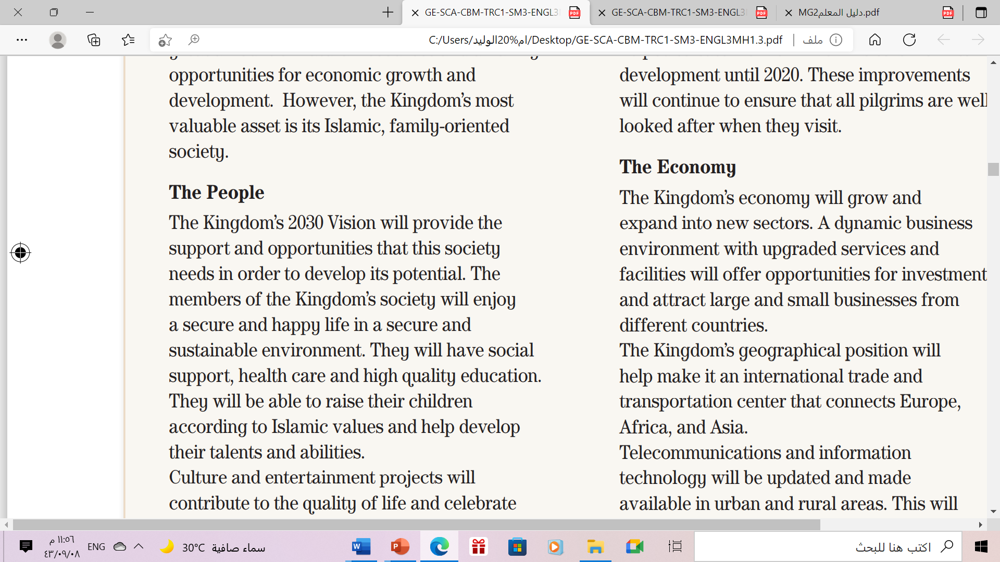 GE-SCA-CBM-TRC1-SM3-ENGL3
GE-SCA-CBM-TRC1-SM3-ENGL3
MG2دليل المعلم.pdf
C:/Users/ام%20الوليد/Desktop/GE-SCA-CBM-TRC1-SM3-ENGL3MH1.3.pdf
ملف
opportunities for economic growth and
development. However, the Kingdom’s most
valuable asset is its Islamic, family-oriented
society.
The People
The Kingdom’s 2030 Vision will provide the
support and opportunities that this society
needs in order to develop its potential. The
members of the Kingdom’s society will enjoy
a secure and happy life in a secure and
sustainable environment. They will have social
support, health care and high quality education.
They will be able to raise their children
according to Islamic values and help develop
their talents and abilities.
Culture and entertainment projects will
contribute to the quality of life and celebrate
development until 2020. These improvements
will continue to ensure that all pilgrims are well
looked after when they visit.
The Economy
The Kingdom’s economy will grow and
expand into new sectors. A dynamic business
environment with upgraded services and
facilities will offer opportunities for investment
and attract large and small businesses from
different countries.
The Kingdom’s geographical position will
help make it an international trade and
transportation center that connects Europe,
Africa, and Asia.
Telecommunications and information
technology will be updated and made
available in urban and rural areas. This will
١١:٥٦ م
٤٣/٠٩/٠٨
ENG
30°C سماء صافية
اكتب هنا للبحث